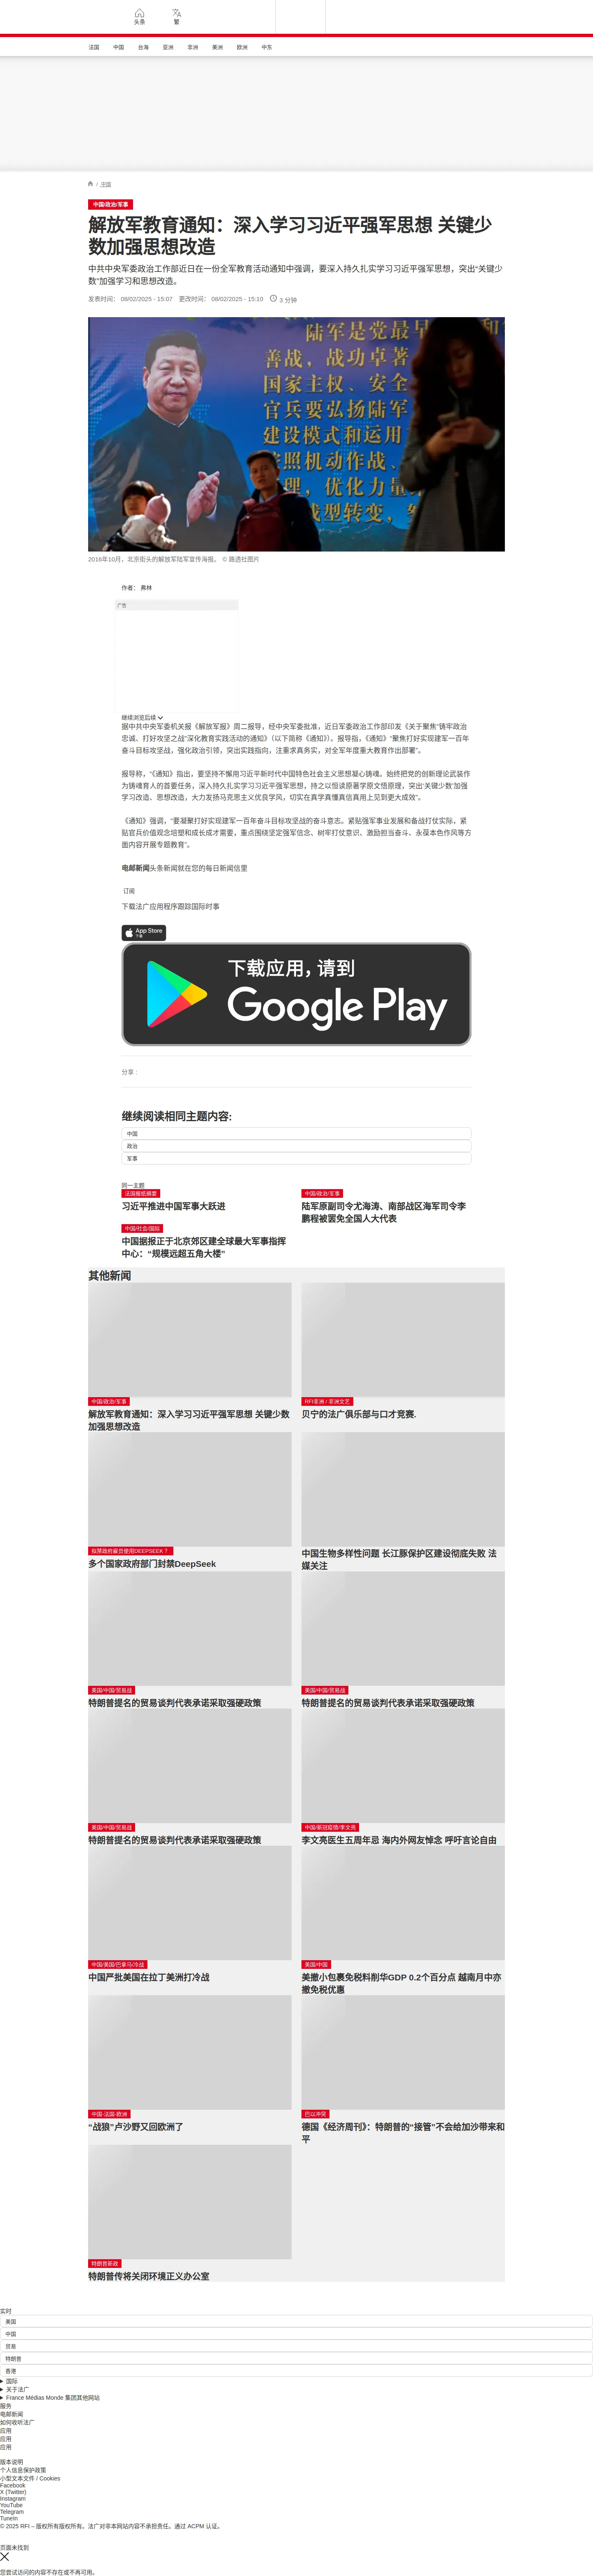 头条
繁
法国
中国
台海
亚洲
非洲
美洲
欧洲
中东
/ 中国
中国/政治/军事
解放军教育通知：深入学习习近平强军思想 关键少
数加强思想改造
中共中央军委政治工作部近日在一份全军教育活动通知中强调，要深入持久扎实学习习近平强军思想，突出“关键少
数”加强学习和思想改造。
发表时间： 08/02/2025 - 15:07 更改时间： 08/02/2025 - 15:10 3 分钟
陆军是党最早
善战，战功卓著
国家主权、安全
官兵要弘扬陆军
建设模式和运用
2016年10月，北京街头的解放军陆军宣传海报。 © 路透社图片
作者： 弗林
广告
继续浏览后续
据中共中央军委机关报《解放军报》周二报导，经中央军委批准，近日军委政治工作部印发《关于聚焦“铸牢政治
忠诚、打好攻坚之战”深化教育实践活动的通知》（以下简称《通知》）。报导指，《通知》“聚焦打好实现建军一百年
奋斗目标攻坚战，强化政治引领，突出实践指向，注重求真务实，对全军年度重大教育作出部署”。
报导称，“《通知》指出，要坚持不懈用习近平新时代中国特色社会主义思想凝心铸魂。始终把党的创新理论武装作
为铸魂育人的首要任务，深入持久扎实学习习近平强军思想，持之以恒读原著学原文悟原理，突出‘关键少数’加强
学习改造、思想改造，大力发扬马克思主义优良学风，切实在真学真懂真信真用上见到更大成效”。
《通知》强调，“要凝聚打好实现建军一百年奋斗目标攻坚战的奋斗意志。紧贴强军事业发展和备战打仗实际，紧
贴官兵价值观念培塑和成长成才需要，重点围绕坚定强军信念、树牢打仗意识、激励担当奋斗、永葆本色作风等方
面内容开展专题教育”。
电邮新闻头条新闻就在您的每日新闻信里
订阅
下载法广应用程序跟踪国际时事
App Store
下载
下载应用，请到
Google Play
分享 :
继续阅读相同主题内容:
中国
政治
军事
同一主题
法国报纸摘要
习近平推进中国军事大跃进
中国/政治/军事
陆军原副司令尤海涛、南部战区海军司令李
鹏程被罢免全国人大代表
中国/社会/国际
中国据报正于北京郊区建全球最大军事指挥
中心：“规模远超五角大楼”
其他新闻
中国/政治/军事
解放军教育通知：深入学习习近平强军思想 关键少数
加强思想改造
RFI非洲 / 非洲文艺
贝宁的法广俱乐部与口才竞赛.
拟禁政府雇员使用DEEPSEEK ?
多个国家政府部门封禁DeepSeek
中国生物多样性问题 长江豚保护区建设彻底失败 法
媒关注
美国/中国/贸易战
特朗普提名的贸易谈判代表承诺采取强硬政策
美国/中国/贸易战
特朗普提名的贸易谈判代表承诺采取强硬政策
美国/中国/贸易战
特朗普提名的贸易谈判代表承诺采取强硬政策
中国/新冠疫情/李文亮
李文亮医生五周年忌 海内外网友悼念 呼吁言论自由
中国/美国/巴拿马/冷战
中国严批美国在拉丁美洲打冷战
美国/中国
美撤小包裹免税料削华GDP 0.2个百分点 越南月中亦
撤免税优惠
中国-法国-欧洲
“战狼”卢沙野又回欧洲了
巴以冲突
德国《经济周刊》：特朗普的“接管”不会给加沙带来和
平
特朗普新政
特朗普传将关闭环境正义办公室
实时
美国
中国
贸易
特朗普
香港
国际
关于法广
France Médias Monde 集团其他网站
服务
电邮新闻
如何收听法广
应用
应用
应用
版本说明
个人信息保护政策
小型文本文件 / Cookies
Facebook
X (Twitter)
Instagram
YouTube
Telegram
TuneIn
© 2025 RFI – 版权所有版权所有。法广对非本网站内容不承担责任。通过 ACPM 认证。
页面未找到
您尝试访问的内容不存在或不再可用。